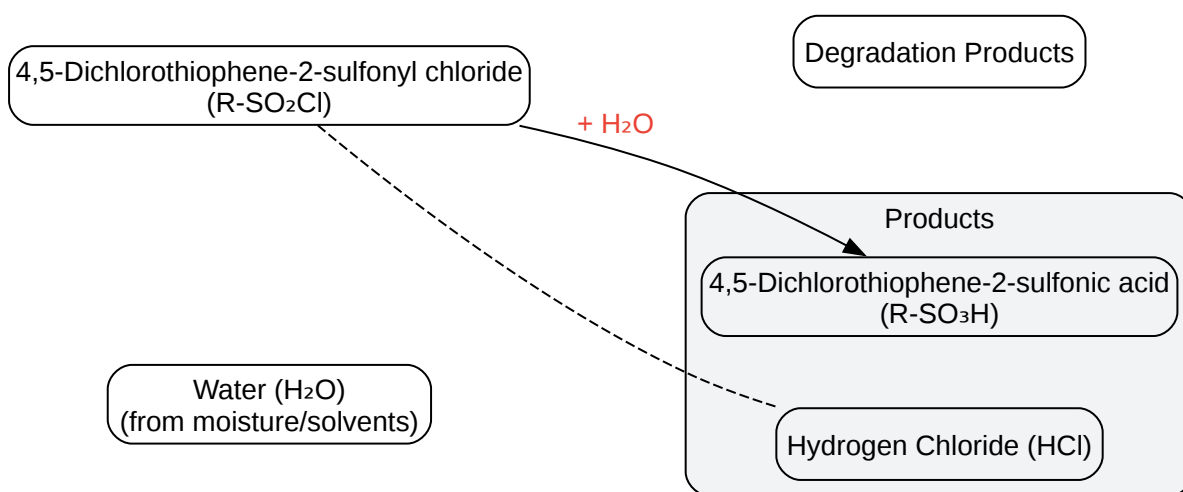 4,5-Dichlorothiophene-2-sulfonyl chloride
(R-SO₂Cl)
Degradation Products
+ H₂O
Products
4,5-Dichlorothiophene-2-sulfonic acid
(R-SO₃H)
Water (H₂O)
(from moisture/solvents)
Hydrogen Chloride (HCl)